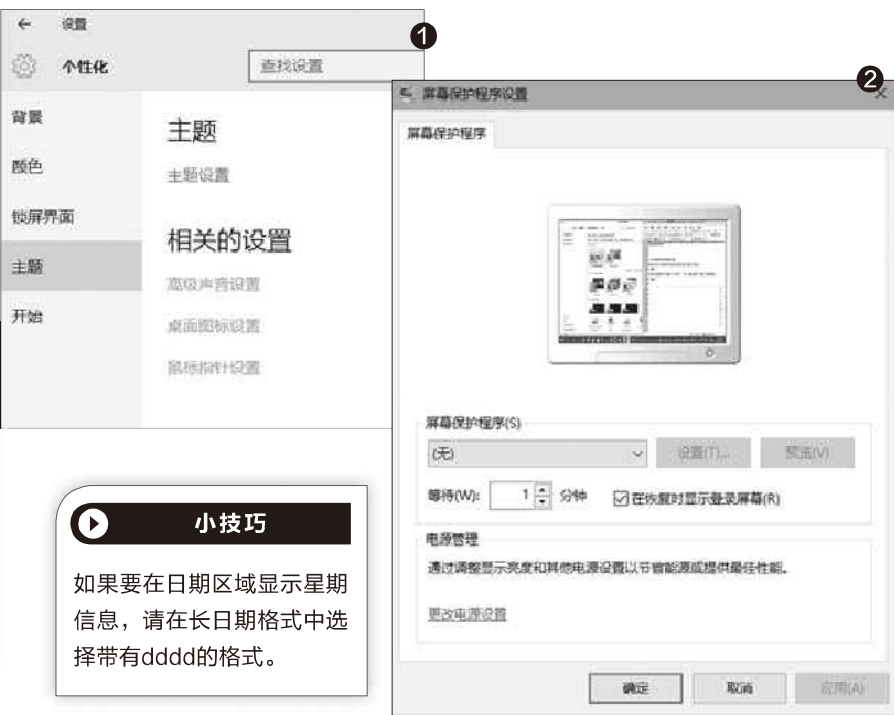 设置
个性化
查找设置
背景
颜色
锁屏界面
主题
开始
主题
主题设置
相关的设置
高级声音设置
桌面图标设置
鼠标指针设置
1
2
屏幕保护程序设置
屏幕保护程序
屏幕保护程序(S)
(无)
设置(T)...
预览(V)
等待(W):
1
分钟
在恢复时显示登录屏幕(R)
电源管理
通过调整显示亮度和其他电源设置以节省能源或提供最佳性能。
更改电源设置
确定
取消
应用(A)
小技巧
如果要在日期区域显示星期
信息，请在长日期格式中选
择带有dddd的格式。